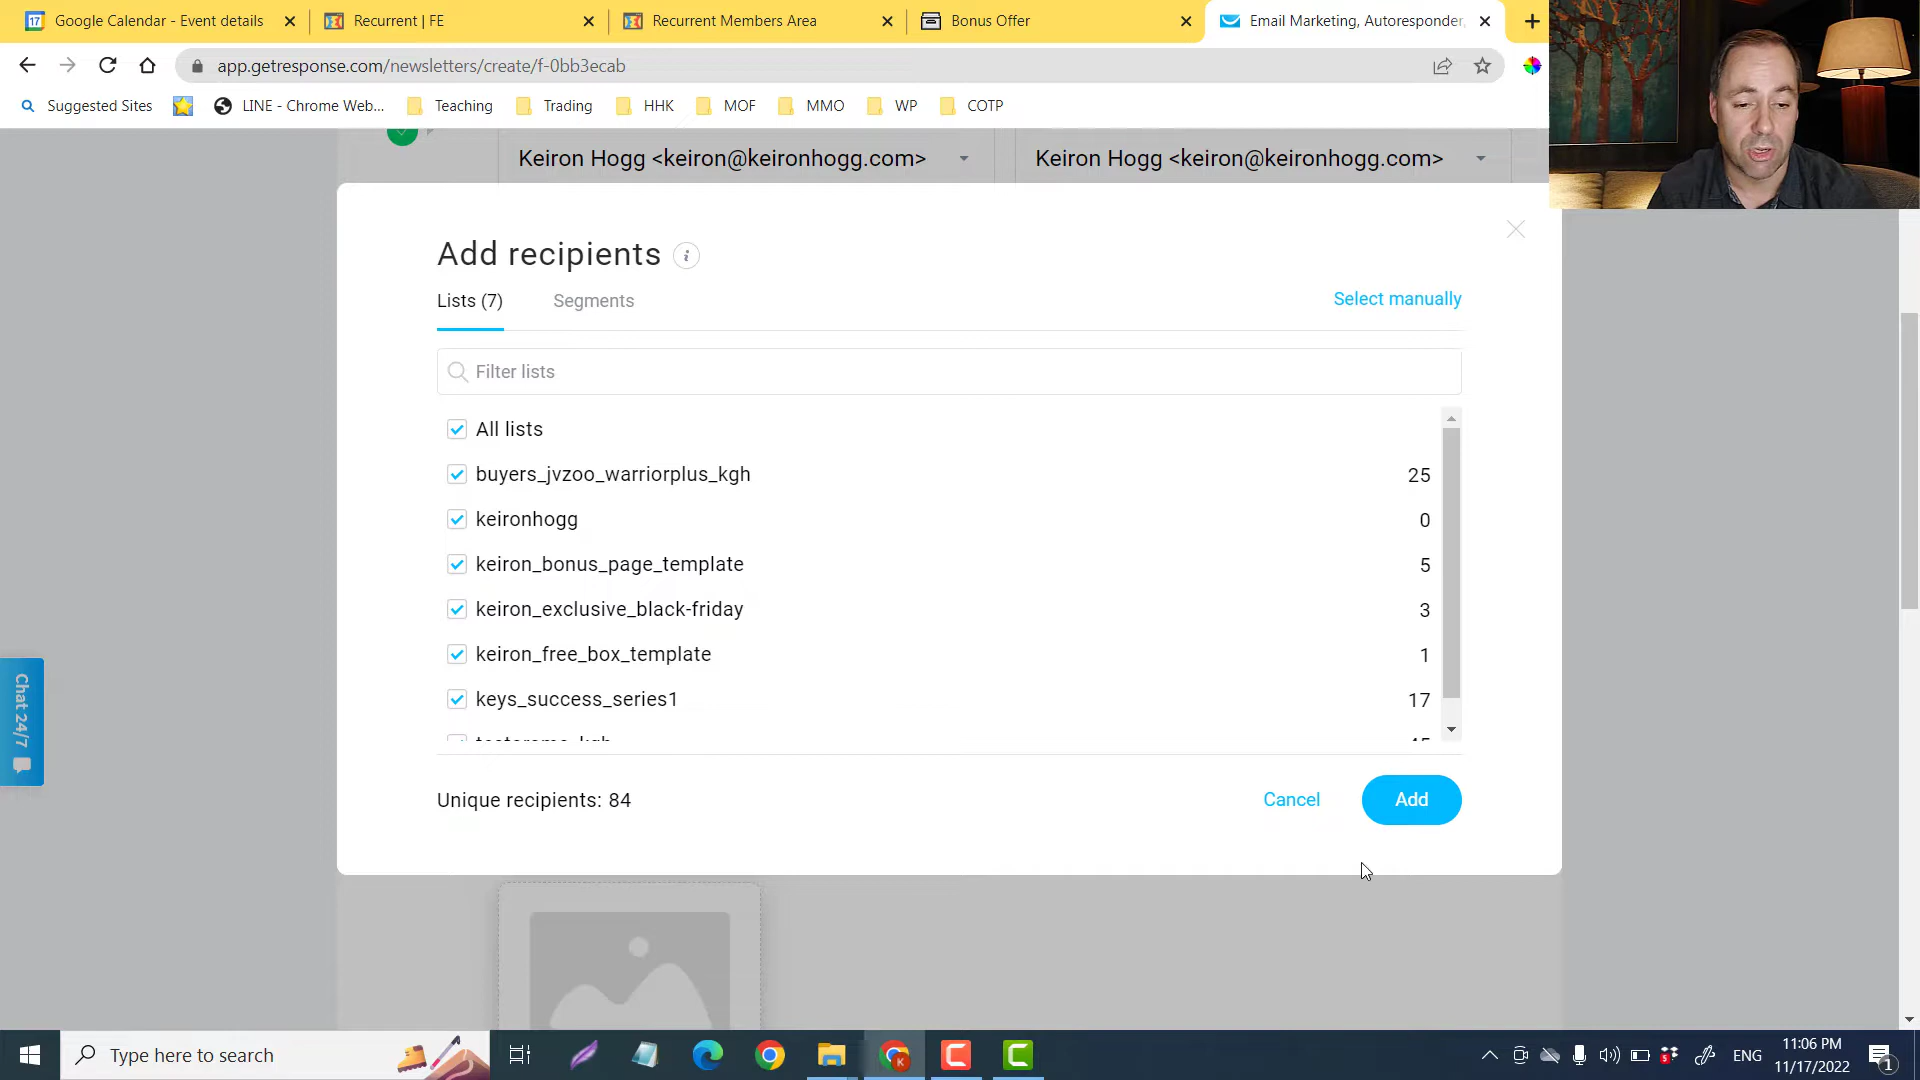 Google Calendar - Event details
Recurrent | FE
Recurrent Members Area
Bonus Offer
Email Marketing, Autoresponder,
app.getresponse.com/newsletters/create/f-0bb3ecab
Suggested Sites
LINE - Chrome Web...
Teaching
Trading
HHK
MOF
MMO
WP
COTP
Keiron Hogg <keiron@keironhogg.com>
Keiron Hogg <keiron@keironhogg.com>
Add recipients
Lists (7)
Segments
Select manually
Filter lists
All lists
buyers_jvzoo_warriorplus_kgh 25
keironhogg 0
keiron_bonus_page_template 5
keiron_exclusive_black-friday 3
keiron_free_box_template 1
keys_success_series1 17
Unique recipients: 84
Cancel
Add
Chat 24/7
Type here to search
ENG
11:06 PM
11/17/2022
1